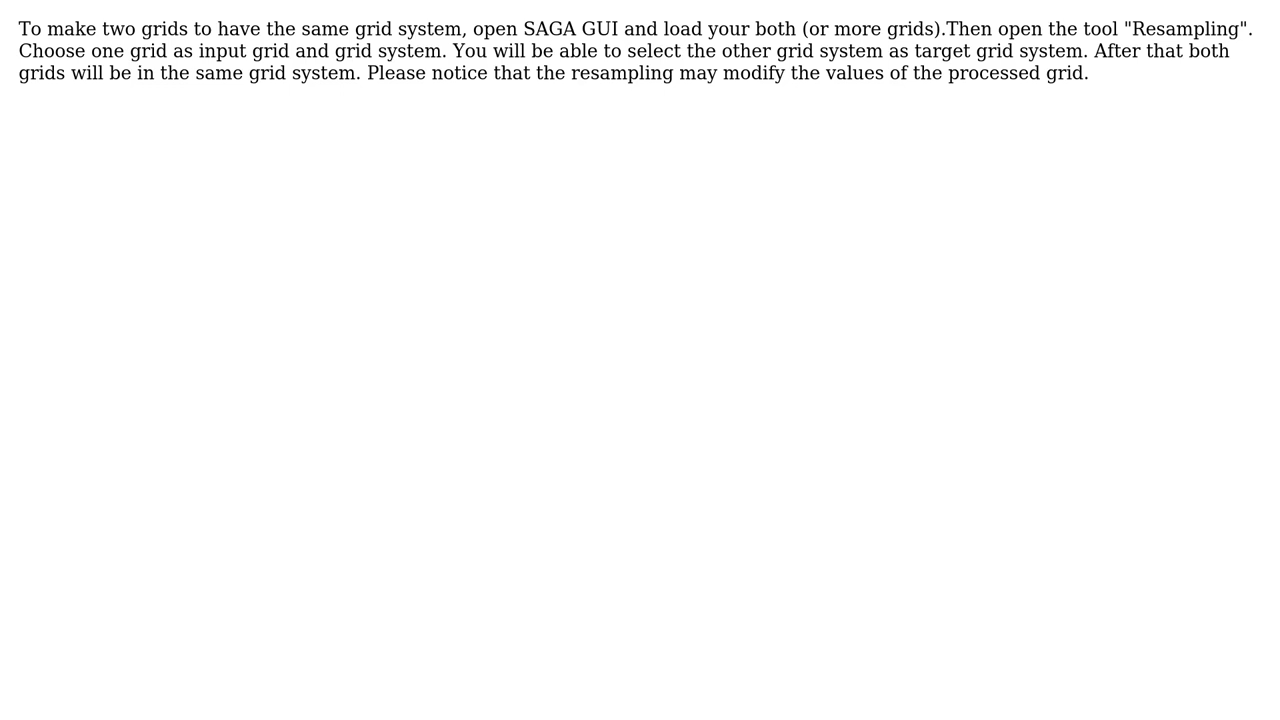 To make two grids to have the same grid system, open SAGA GUI and load your both (or more grids).Then open the tool "Resampling".
Choose one grid as input grid and grid system. You will be able to select the other grid system as target grid system. After that both
grids will be in the same grid system. Please notice that the resampling may modify the values of the processed grid.